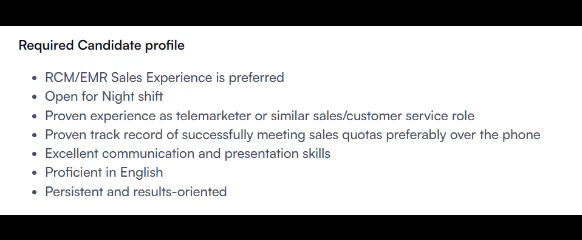 Required Candidate profile
• RCM/EMR Sales Experience is preferred
• Open for Night shift
• Proven experience as telemarketer or similar sales/customer service role
• Proven track record of successfully meeting sales quotas preferably over the phone
• Excellent communication and presentation skills
• Proficient in English
• Persistent and results-oriented